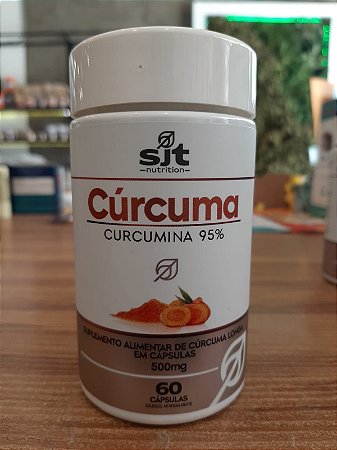 sjt
nutrition
Cúrcuma
CURCUMINA 95%
SUPLEMENTO ALIMENTAR DE CÚRCUMA LONGA
EM CÁPSULAS
500mg
60
CÁPSULAS